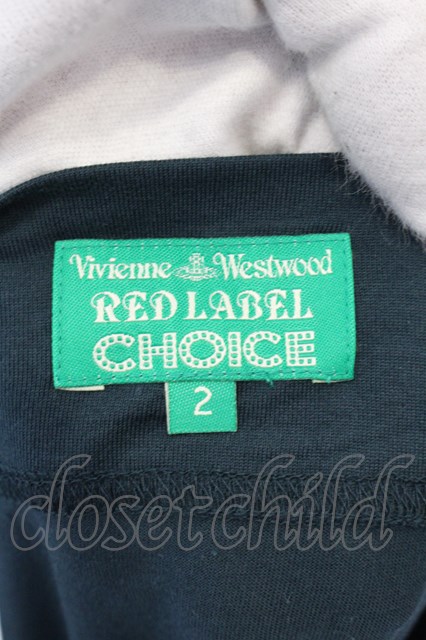 Vivienne Westwood
RED LABEL
CHOICE
2
closetchild